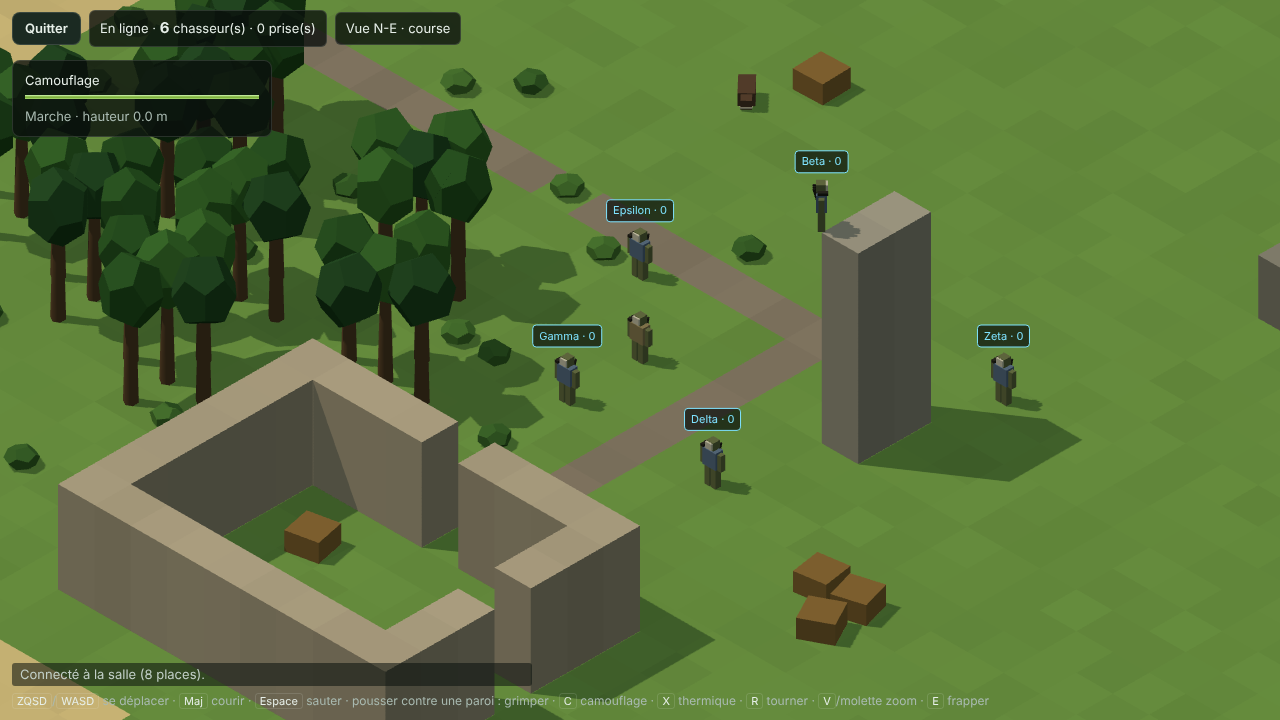 Quitter
En ligne · 6 chasseur(s) · 0 prise(s)
Vue N-E · course
Camouflage
Marche · hauteur 0.0 m
Beta · 0
Epsilon · 0
Gamma · 0
Zeta · 0
Delta · 0
Connecté à la salle (8 places).
ZQSD WASD se déplacer · Maj courir · Espace sauter · pousser contre une paroi : grimper · C camouflage · X thermique · R tourner · V /molette zoom · E frapper